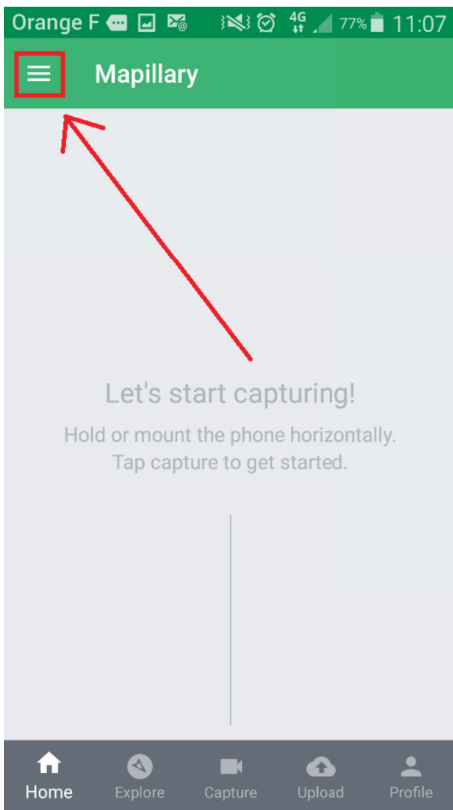 Orange F 4G 77% 11:07
Mapillary
Let's start capturing!
Hold or mount the phone horizontally.
Tap capture to get started.
Home Explore Capture Upload Profile